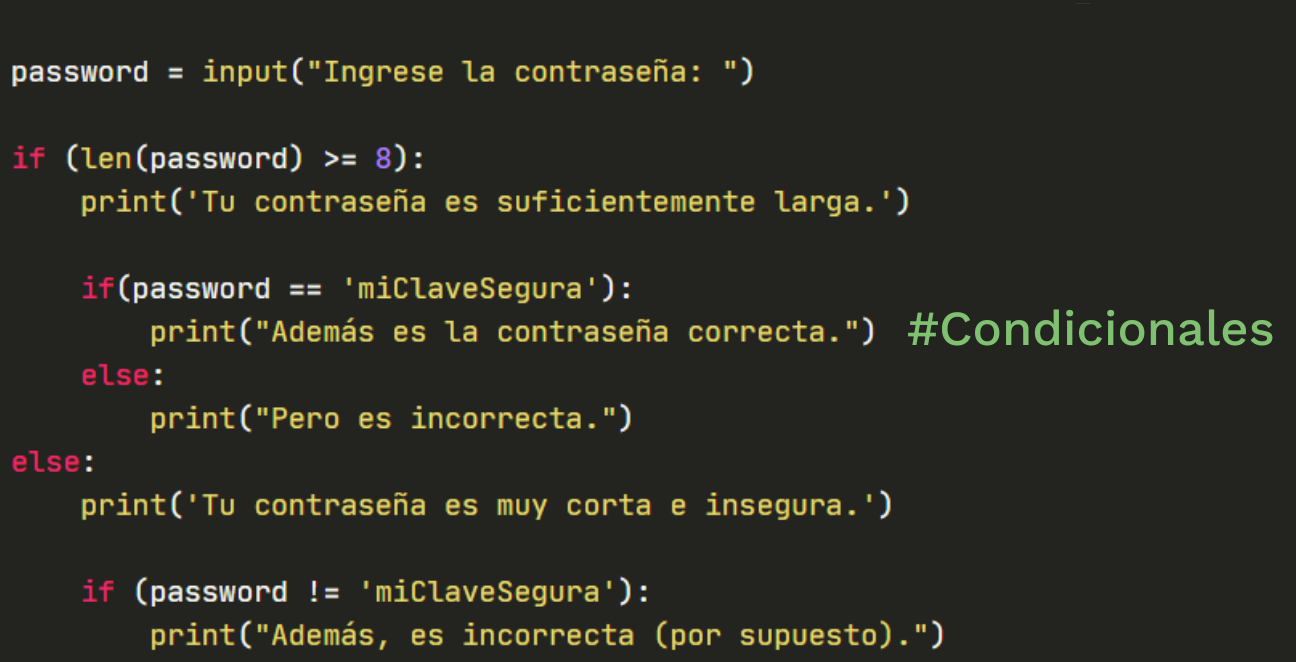 password = input("Ingrese la contraseña: ")
if (len(password) >= 8):
    print('Tu contraseña es suficientemente larga.')
    if(password == 'miClaveSegura'):
        print("Además es la contraseña correcta.") #Condicionales
    else:
        print("Pero es incorrecta.")
else:
    print('Tu contraseña es muy corta e insegura.')
    if (password != 'miClaveSegura'):
        print("Además, es incorrecta (por supuesto).")